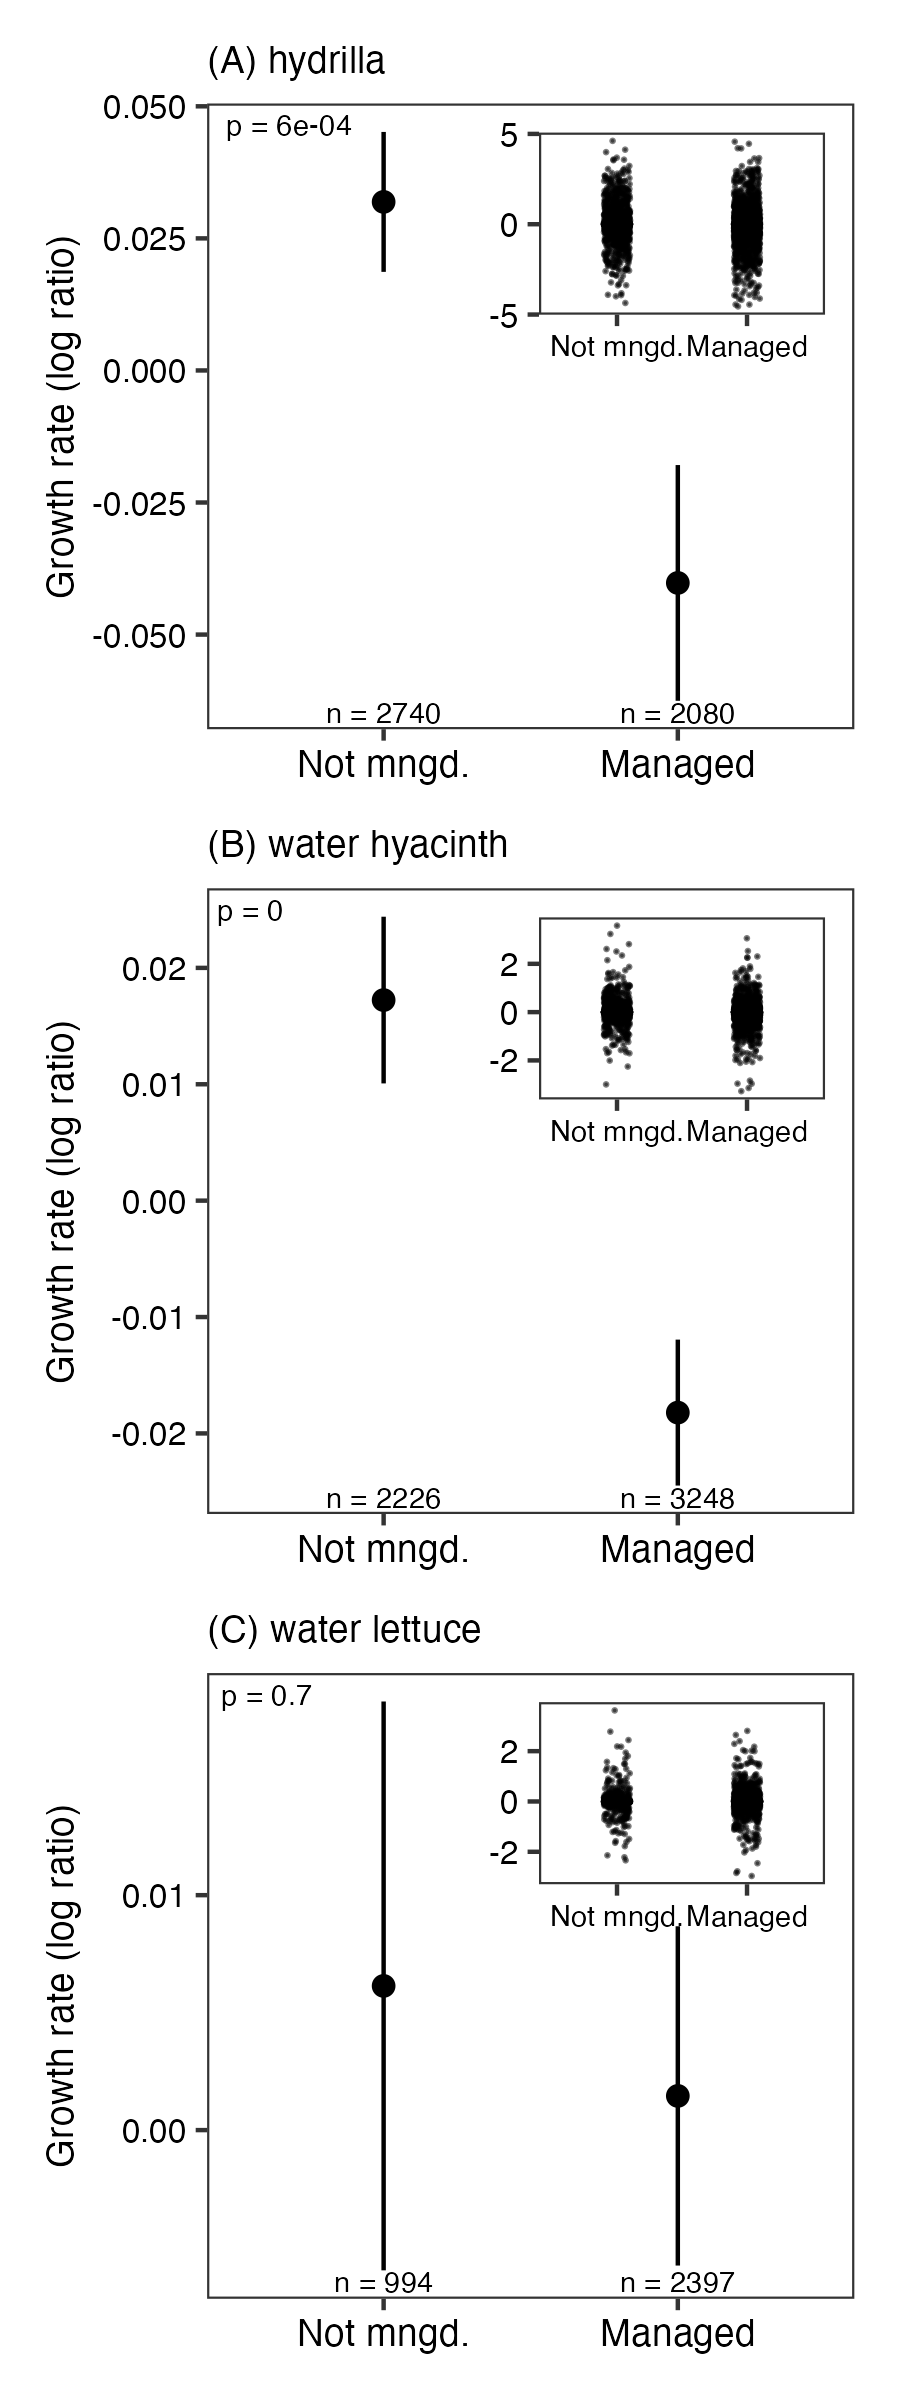 (A) hydrilla
0.050
p = 6e-04
5
0.025
0
-5
Not mngd. Managed
0.000
Growth rate (log ratio)
-0.025
-0.050
n = 2740
n = 2080
Not mngd.
Managed
(B) water hyacinth
p = 0
0.02
2
0
-2
0.01
Not mngd. Managed
0.00
Growth rate (log ratio)
-0.01
-0.02
n = 2226
n = 3248
Not mngd.
Managed
(C) water lettuce
p = 0.7
2
0
-2
0.01
Not mngd. Managed
Growth rate (log ratio)
0.00
n = 994
n = 2397
Not mngd.
Managed